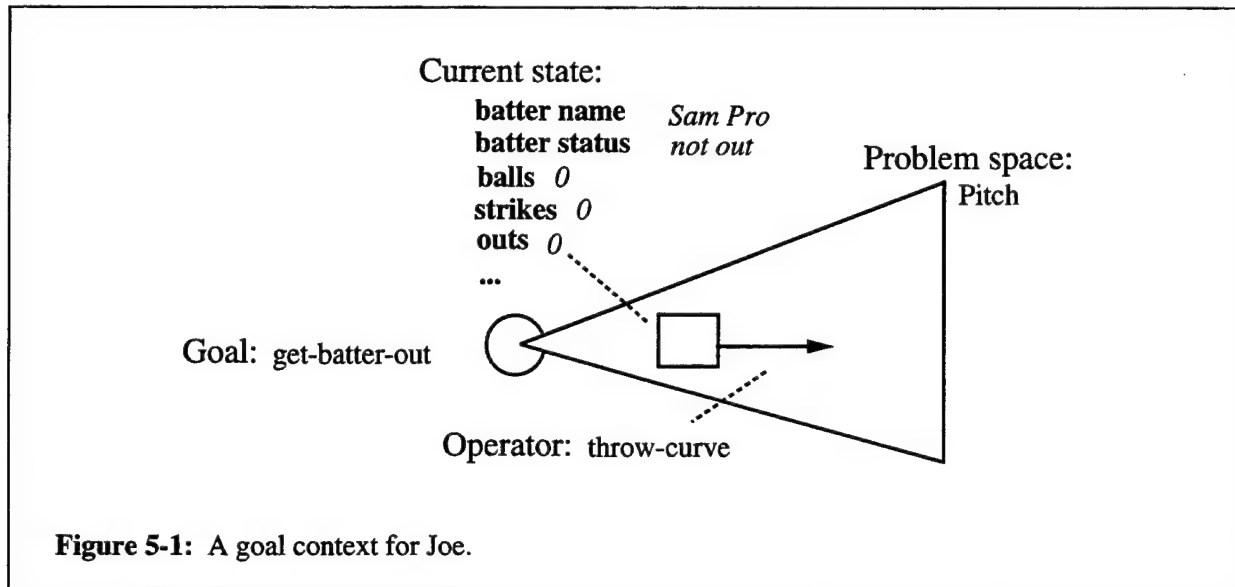 Current state:
batter name Sam Pro
batter status not out
balls 0
strikes 0
outs 0
...
Problem space:
Pitch
Goal: get-batter-out
Operator: throw-curve
Figure 5-1: A goal context for Joe.